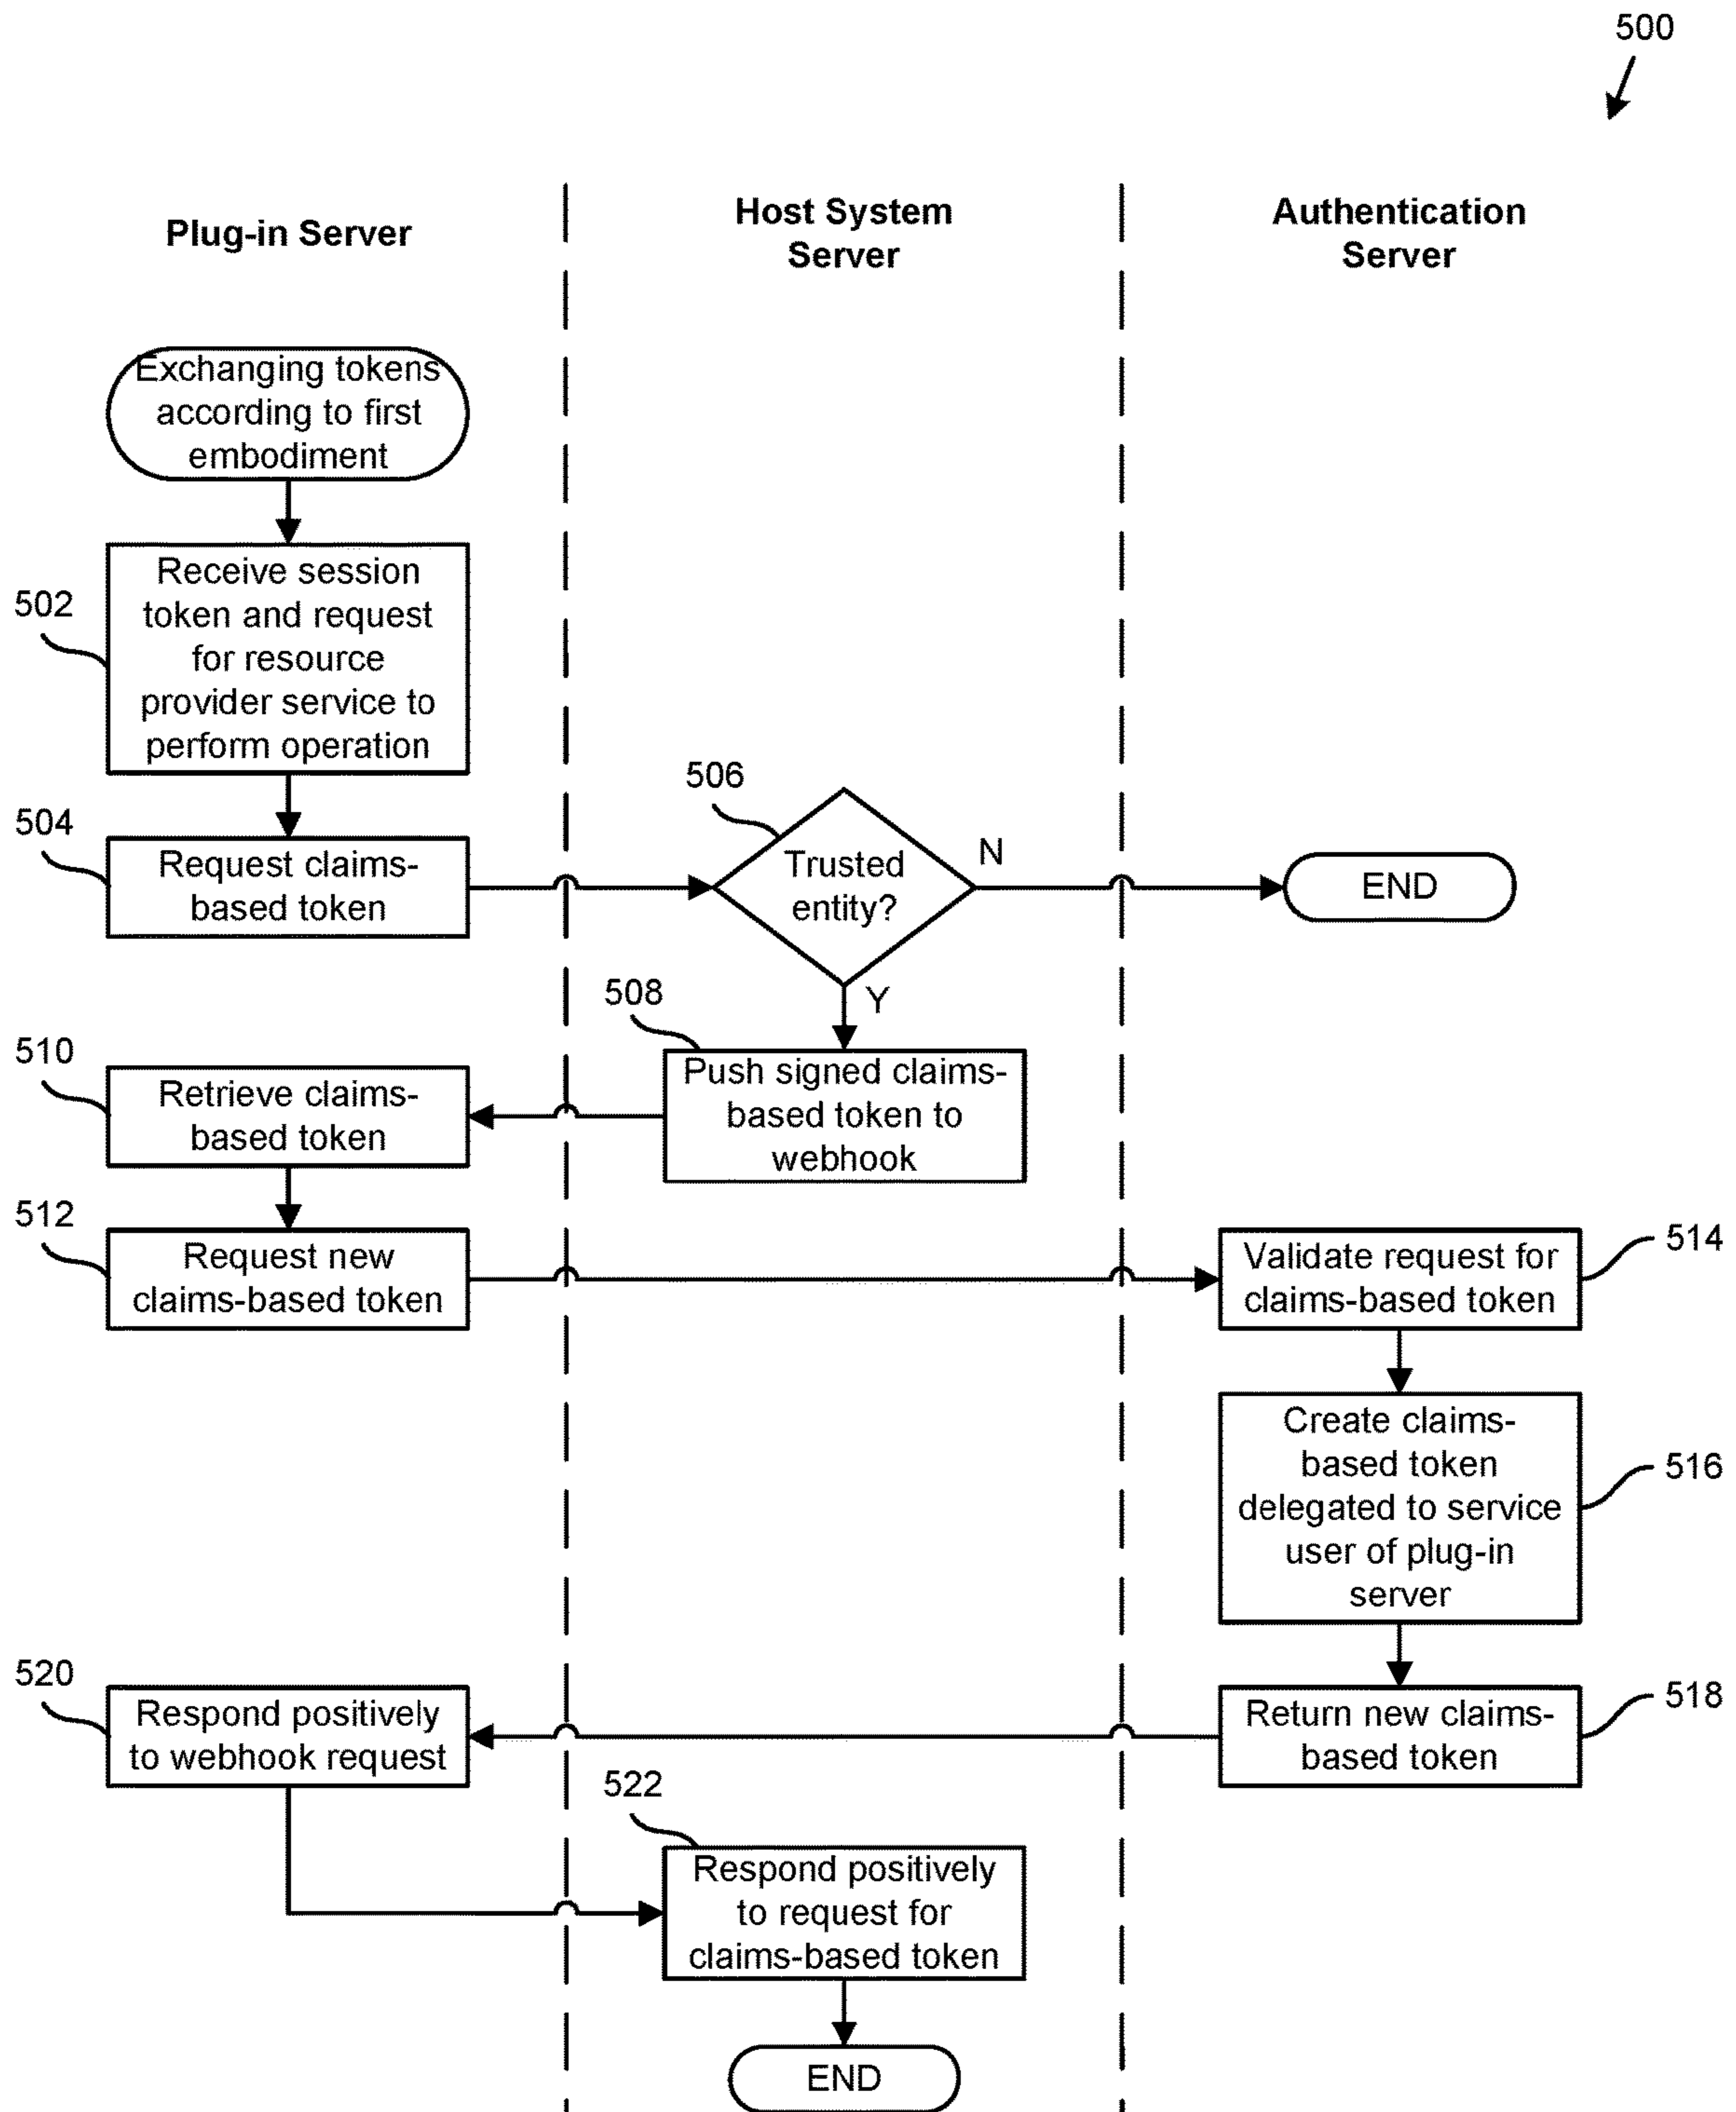 500
Plug-in Server
Host System
Server
Authentication
Server
Exchanging tokens
according to first
embodiment
502
Receive session
token and request
for resource
provider service to
perform operation
504
Request claims-
based token
506
Trusted
entity?
N
END
Y
508
Push signed claims-
based token to
webhook
510
Retrieve claims-
based token
512
Request new
claims-based token
Validate request for
claims-based token
514
Create claims-
based token
delegated to service
user of plug-in
server
516
Return new claims-
based token
518
520
Respond positively
to webhook request
522
Respond positively
to request for
claims-based token
END